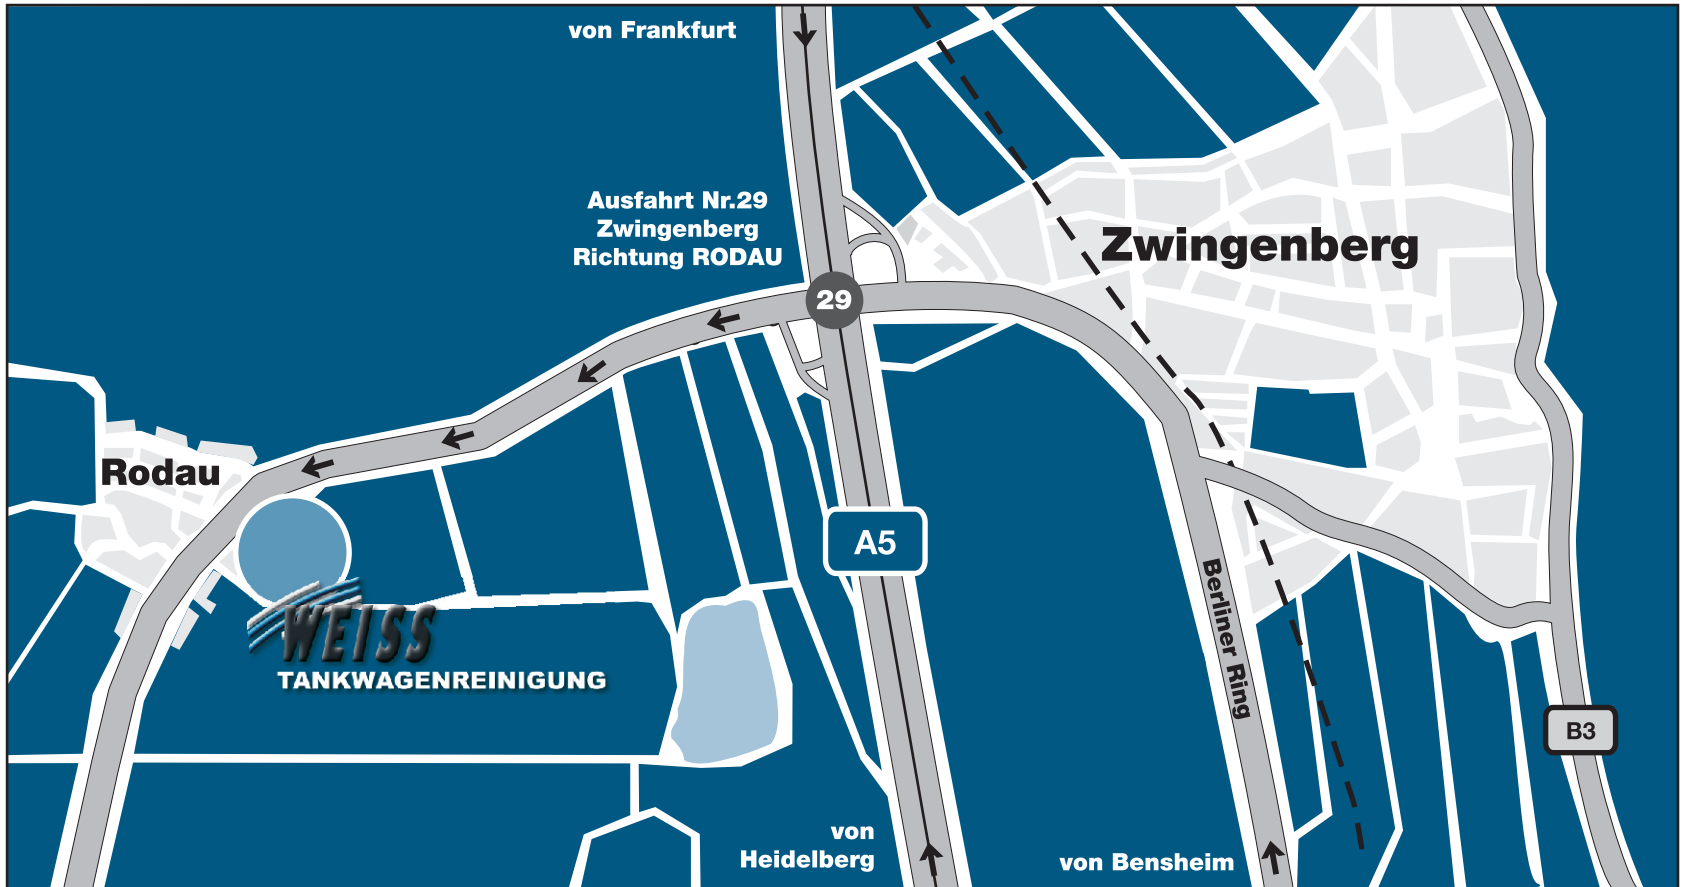 von Frankfurt
Ausfahrt Nr.29
Zwingenberg
Richtung RODAU
Zwingenberg
29
Rodau
A5
Berliner Ring
WEISS
TANKWAGENREINIGUNG
B3
von
Heidelberg
von Bensheim